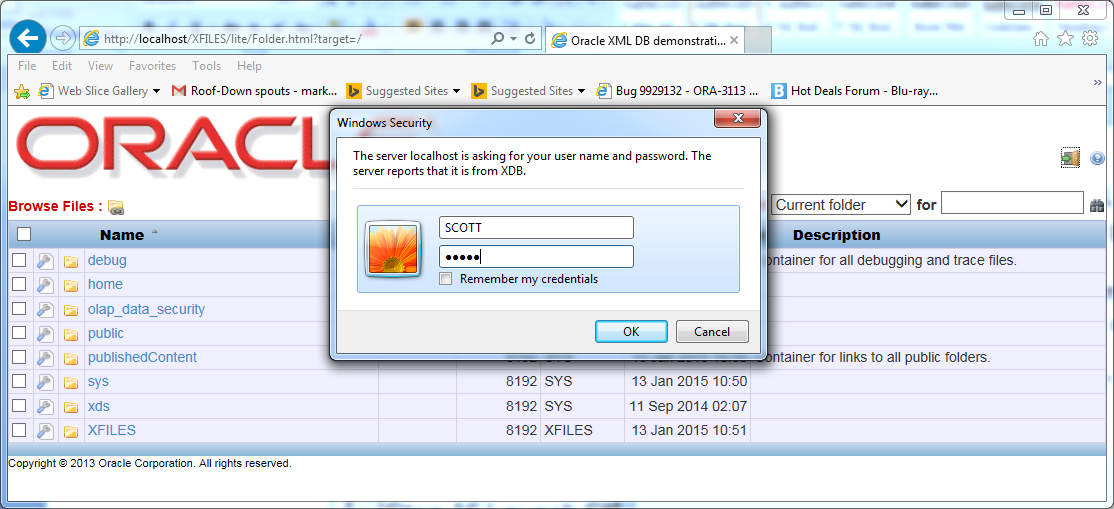 http://localhost/XFILES/lite/Folder.html?target=/
Oracle XML DB demonstrati...
File Edit View Favorites Tools Help
Web Slice Gallery Roof-Down spouts - mark... Suggested Sites Suggested Sites Bug 9929132 - ORA-3113 ... Hot Deals Forum - Blu-ray...
ORACL
Windows Security
The server localhost is asking for your user name and password. The
server reports that it is from XDB.
SCOTT
●●●●●
Remember my credentials
OK Cancel
Browse Files : Current folder for
Name Description
debug ontainer for all debugging and trace files.
home
olap_data_security
public
publishedContent ontainer for links to all public folders.
sys 8192 SYS 13 Jan 2015 10:50
xds 8192 SYS 11 Sep 2014 02:07
XFILES 8192 XFILES 13 Jan 2015 10:51
Copyright © 2013 Oracle Corporation. All rights reserved.